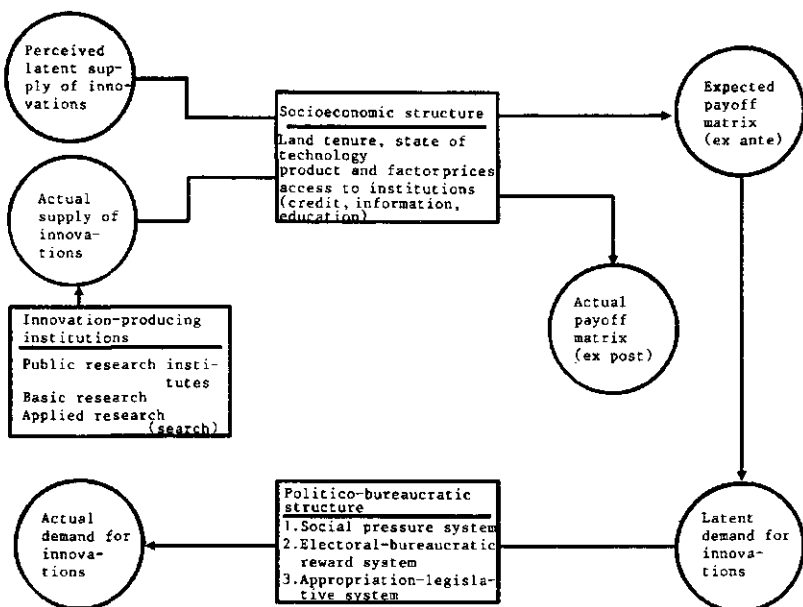 Perceived
latent sup-
ply of inno-
vations
Socioeconomic structure
Land tenure, state of
technology
product and factorprices
access to institutions
(credit, information,
education)
Expected
payoff
matrix
(ex ante)
Actual
supply of
innova-
tions
Actual
payoff
matrix
(ex post)
Innovation-producing
institutions
Public research insti-
tutes
Basic research
Applied research
(search)
Actual
demand for
innova-
tions
Politico-bureaucratic
structure
1.Social pressure system
2.Electoral-bureaucratic
reward system
3.Appropriation-legisla-
tive system
Latent
demand for
innova-
tions